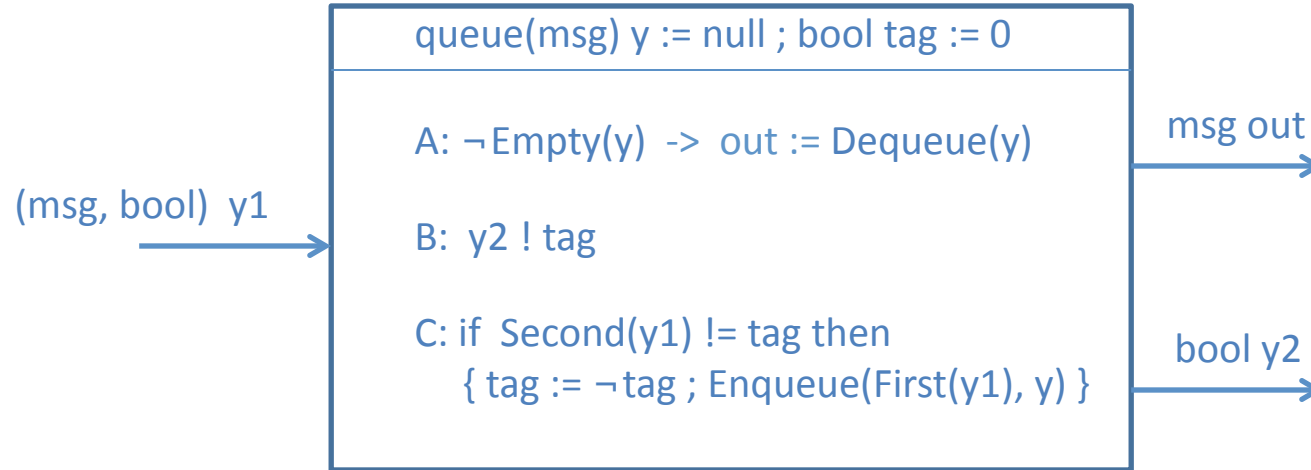 queue(msg) y := null ; bool tag := 0
A: ¬Empty(y) -> out := Dequeue(y)
msg out
(msg, bool) y1
B: y2 ! tag
C: if Second(y1) != tag then
bool y2
{ tag := ¬tag ; Enqueue(First(y1), y) }